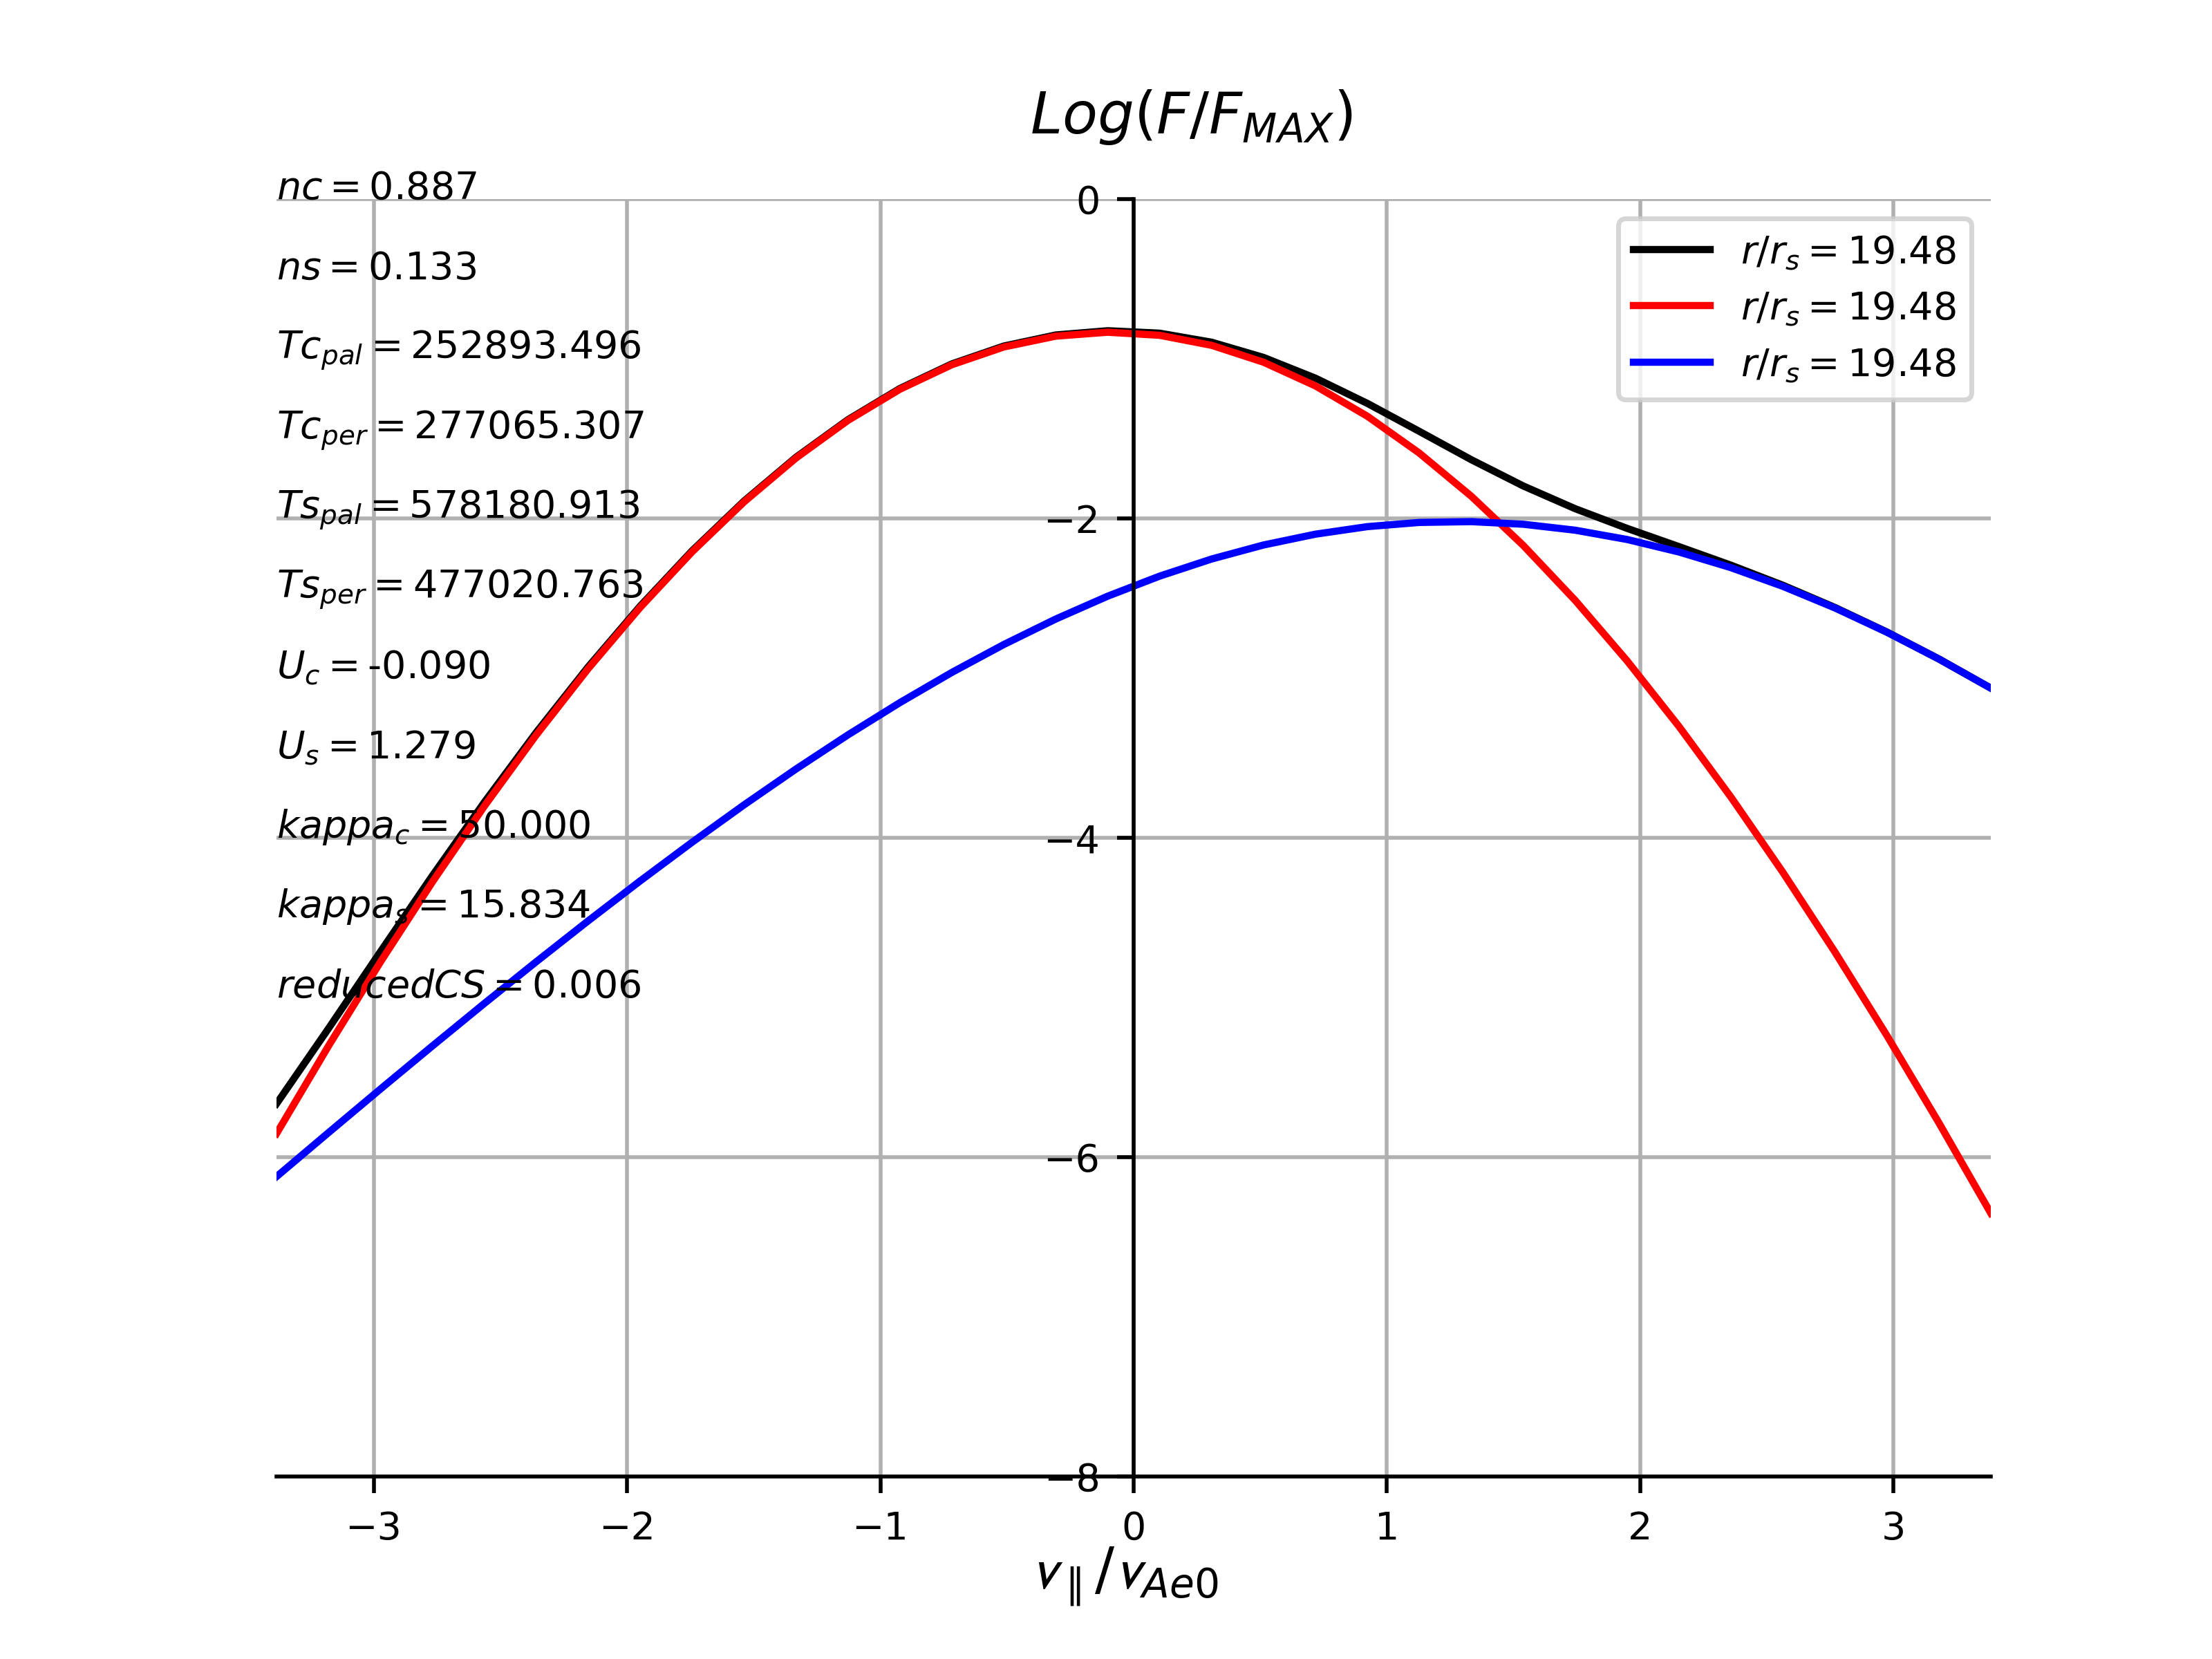 Log(F/F_MAX)
nc = 0.887
ns = 0.133
Tc_pal = 252893.496
Tc_per = 277065.307
Ts_pal = 578180.913
Ts_per = 477020.763
U_c = -0.090
U_s = 1.279
kappa_c = 50.000
kappa_s = 15.834
reducedCS = 0.006
0
−2
−4
−6
−8
r/r_s = 19.48
r/r_s = 19.48
r/r_s = 19.48
−3 −2 −1 0 1 2 3
v_∥/v_Ae0